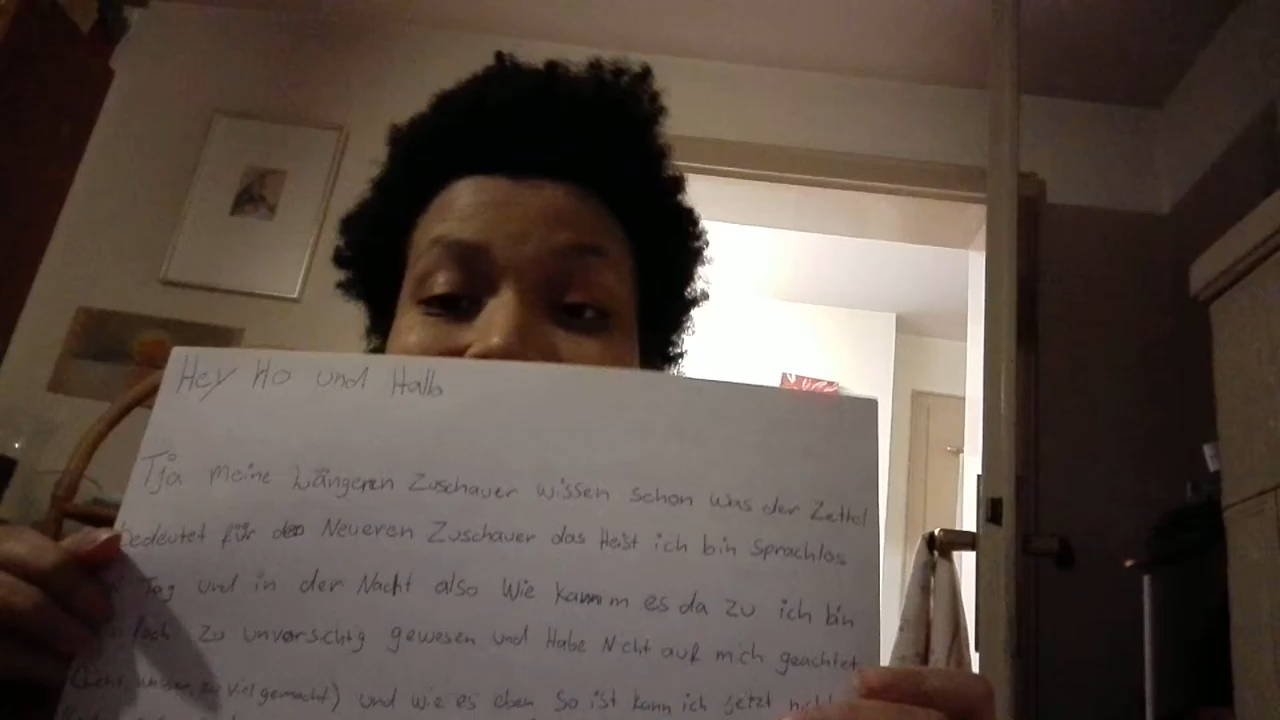 Hey Ho und Hallo
Tja meine Längeren Zuschauer wissen schon was der Zettel
bedeutet für den Neueren Zuschauer das Heist ich bin Sprachlos
Tag und in der Nacht also Wie kamm es da zu ich bin
zu unvorsichtig gewesen und Habe Nicht auf mich geachtet
zu viel gemacht) und wie es eben So ist kann ich jetzt